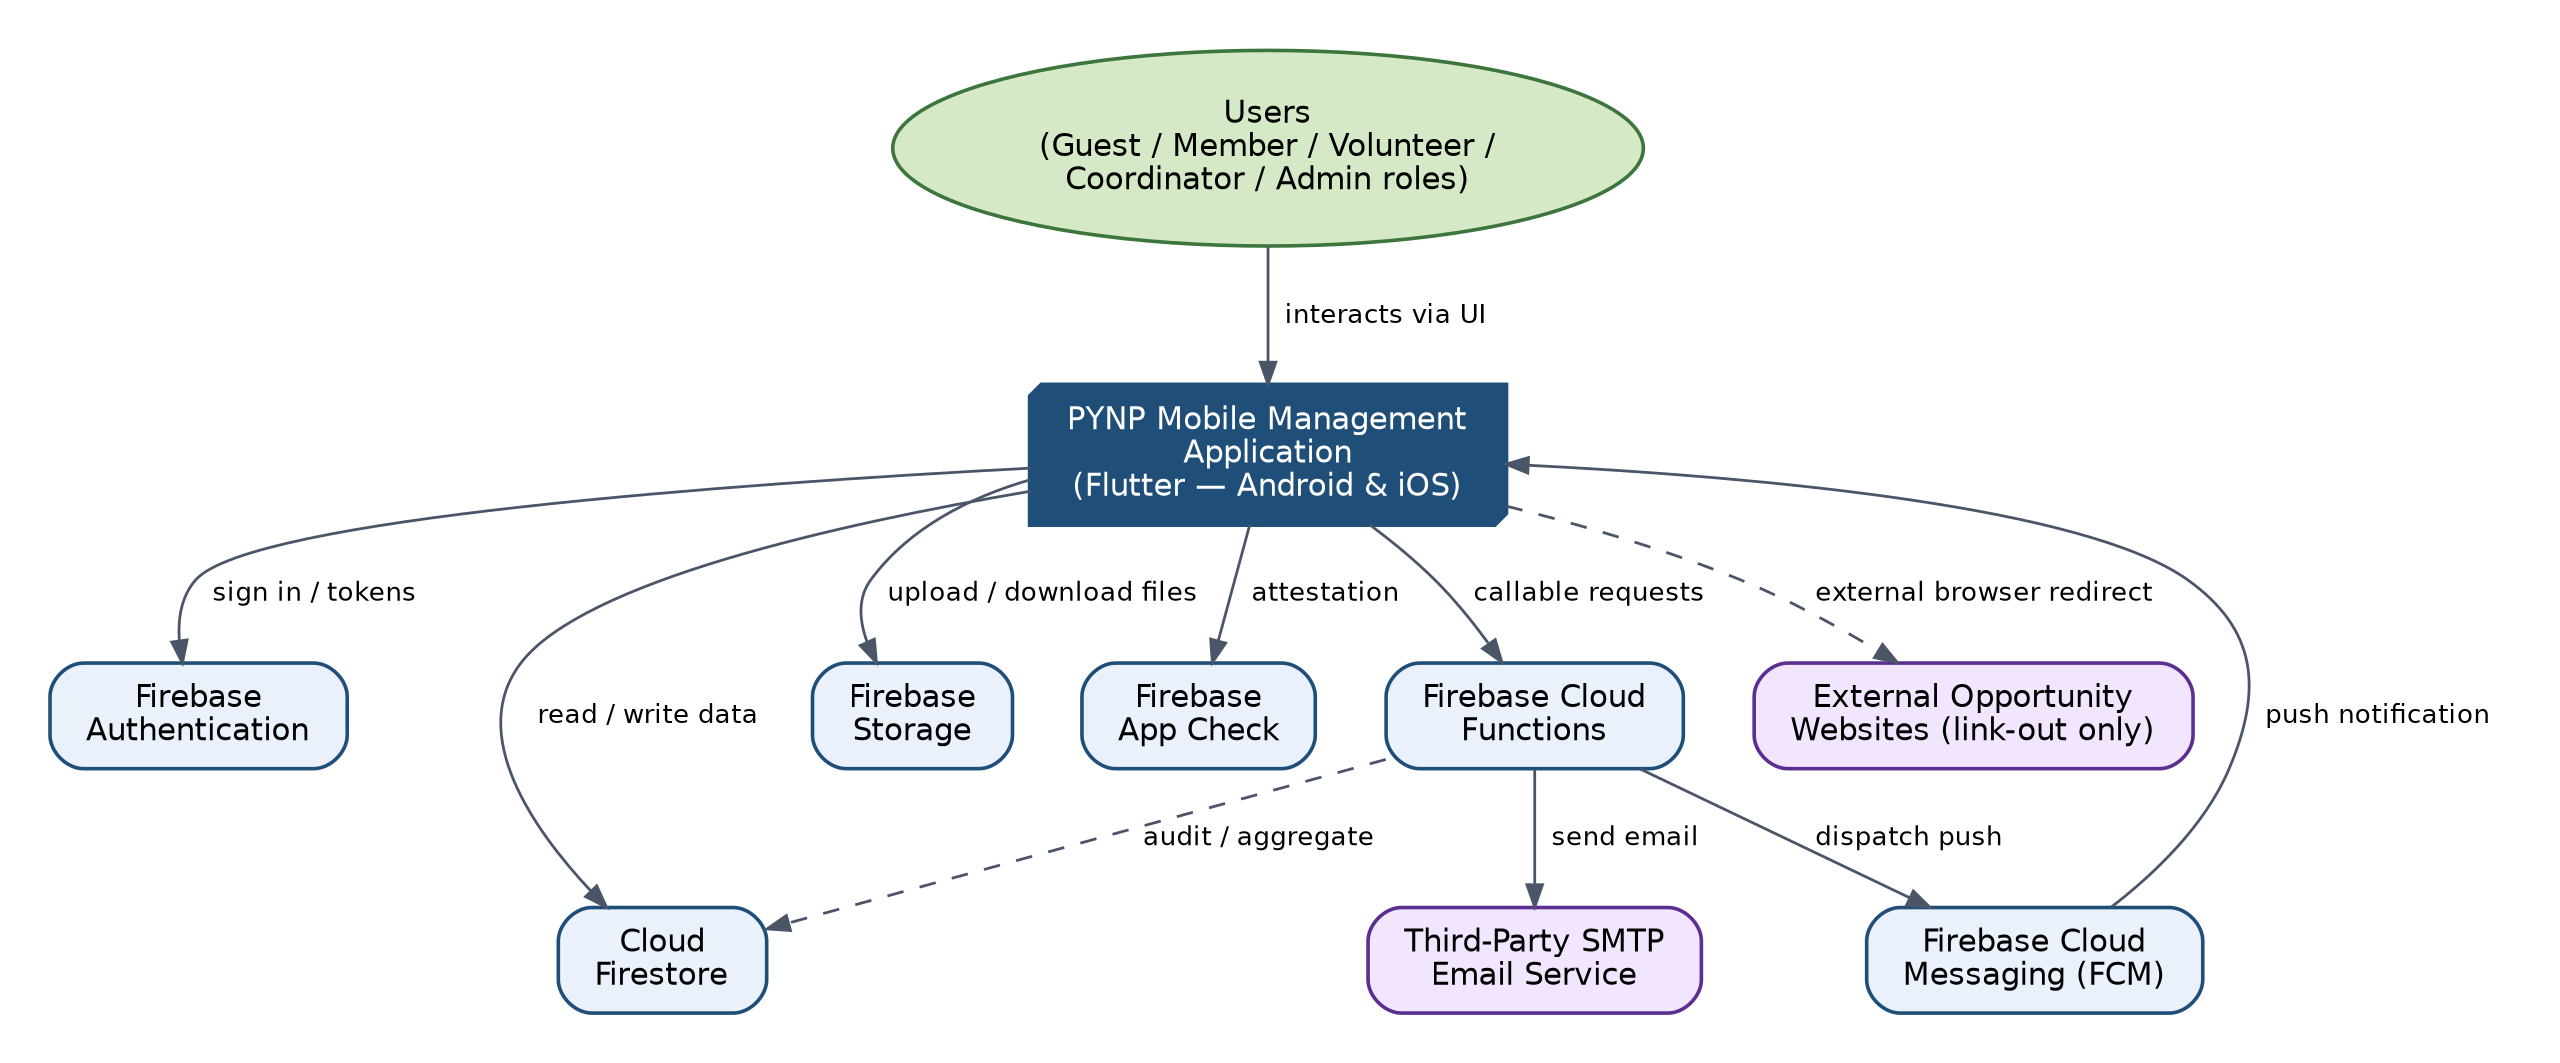 Users
(Guest / Member / Volunteer /
Coordinator / Admin roles)
interacts via UI
PYNP Mobile Management
Application
(Flutter — Android & iOS)
sign in / tokens
upload / download files
attestation
callable requests
external browser redirect
Firebase
Authentication
read / write data
Firebase
Storage
Firebase
App Check
Firebase Cloud
Functions
External Opportunity
Websites (link-out only)
push notification
audit / aggregate
send email
dispatch push
Cloud
Firestore
Third-Party SMTP
Email Service
Firebase Cloud
Messaging (FCM)